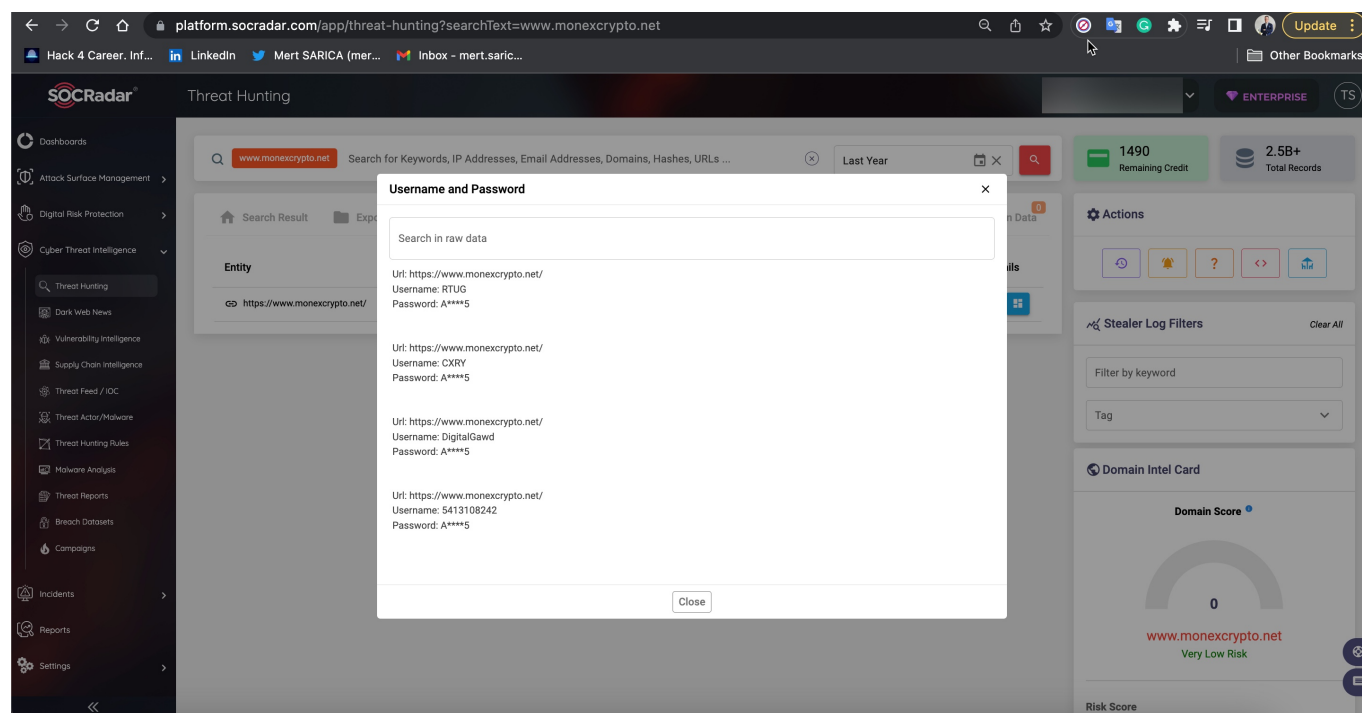 platform.socradar.com/app/threat-hunting?searchText=www.monexcrypto.net
Update
Hack 4 Career. Inf...
LinkedIn
Mert SARICA (mer...
Inbox - mert.saric...
Other Bookmarks
SOCRadar
Threat Hunting
ENTERPRISE
TS
Dashboards
Attack Surface Management
Digital Risk Protection
Cyber Threat Intelligence
Threat Hunting
Dark Web News
Vulnerability Intelligence
Supply Chain Intelligence
Threat Feed / IOC
Threat Actor/Malware
Threat Hunting Rules
Malware Analysis
Threat Reports
Breach Datasets
Campaigns
Incidents
Reports
Settings
www.monexcrypto.net
Search for Keywords, IP Addresses, Email Addresses, Domains, Hashes, URLs ...
Last Year
Search Result
Expo
n Data
0
Entity
ails
https://www.monexcrypto.net/
Username and Password
Search in raw data
Url: https://www.monexcrypto.net/
Username: RTUG
Password: A****5
Url: https://www.monexcrypto.net/
Username: CXRY
Password: A****5
Url: https://www.monexcrypto.net/
Username: DigitalGawd
Password: A****5
Url: https://www.monexcrypto.net/
Username: 5413108242
Password: A****5
Close
1490
Remaining Credit
2.5B+
Total Records
Actions
Stealer Log Filters
Clear All
Filter by keyword
Tag
Domain Intel Card
Domain Score
0
www.monexcrypto.net
Very Low Risk
Risk Score